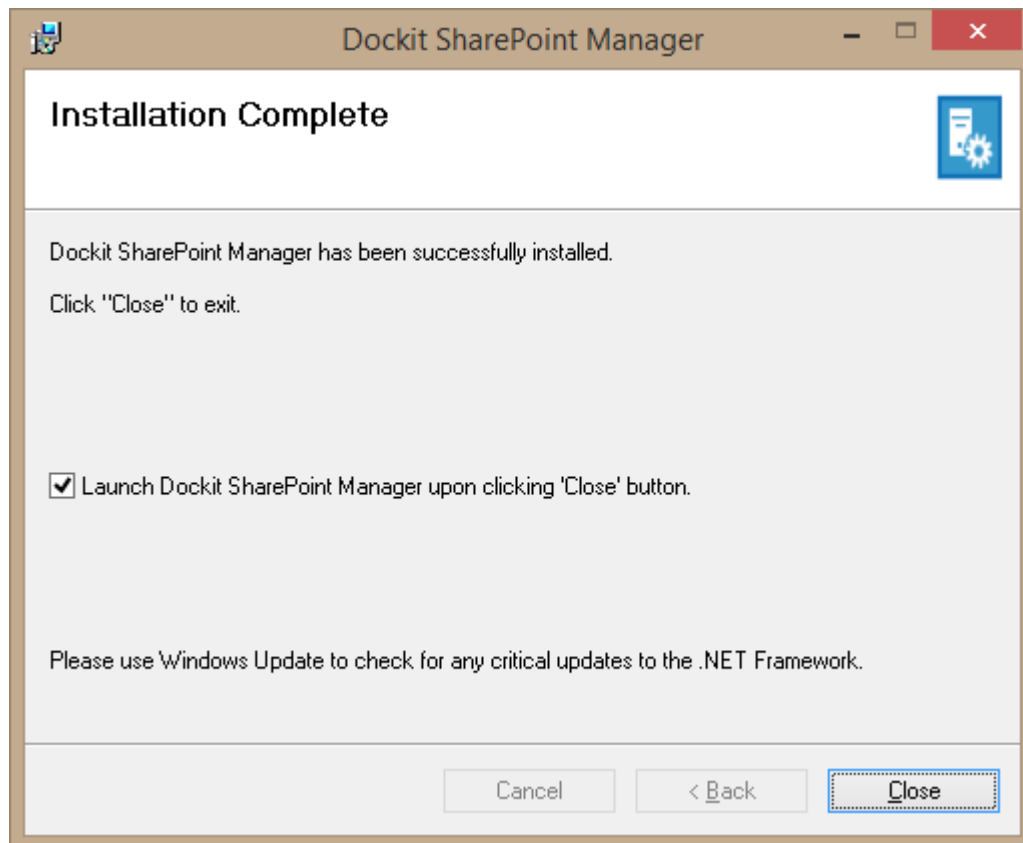 Dockit SharePoint Manager
Installation Complete
Dockit SharePoint Manager has been successfully installed.
Click "Close" to exit.
Launch Dockit SharePoint Manager upon clicking 'Close' button.
Please use Windows Update to check for any critical updates to the .NET Framework.
Cancel
< Back
Close